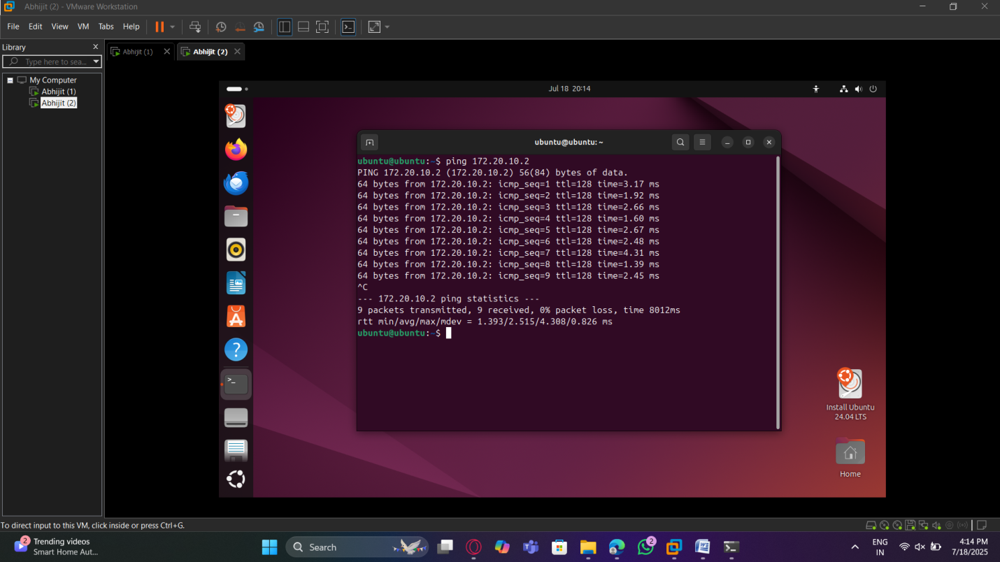 Abhijit (2) - VMware Workstation
File Edit View VM Tabs Help
Library
Type here to sea...
My Computer
Abhijit (1)
Abhijit (2)
Abhijit (1)
Abhijit (2)
Jul 18 20:14
ubuntu@ubuntu: ~
ubuntu@ubuntu:~$ ping 172.20.10.2
PING 172.20.10.2 (172.20.10.2) 56(84) bytes of data.
64 bytes from 172.20.10.2: icmp_seq=1 ttl=128 time=3.17 ms
64 bytes from 172.20.10.2: icmp_seq=2 ttl=128 time=1.92 ms
64 bytes from 172.20.10.2: icmp_seq=3 ttl=128 time=2.66 ms
64 bytes from 172.20.10.2: icmp_seq=4 ttl=128 time=1.60 ms
64 bytes from 172.20.10.2: icmp_seq=5 ttl=128 time=2.67 ms
64 bytes from 172.20.10.2: icmp_seq=6 ttl=128 time=2.48 ms
64 bytes from 172.20.10.2: icmp_seq=7 ttl=128 time=4.31 ms
64 bytes from 172.20.10.2: icmp_seq=8 ttl=128 time=1.39 ms
64 bytes from 172.20.10.2: icmp_seq=9 ttl=128 time=2.45 ms
^C
--- 172.20.10.2 ping statistics ---
9 packets transmitted, 9 received, 0% packet loss, time 8012ms
rtt min/avg/max/mdev = 1.393/2.515/4.308/0.826 ms
ubuntu@ubuntu:~$
Install Ubuntu
24.04 LTS
Home
To direct input to this VM, click inside or press Ctrl+G.
2
Trending videos
Smart Home Aut...
Search
2
ENG
IN
4:14 PM
7/18/2025